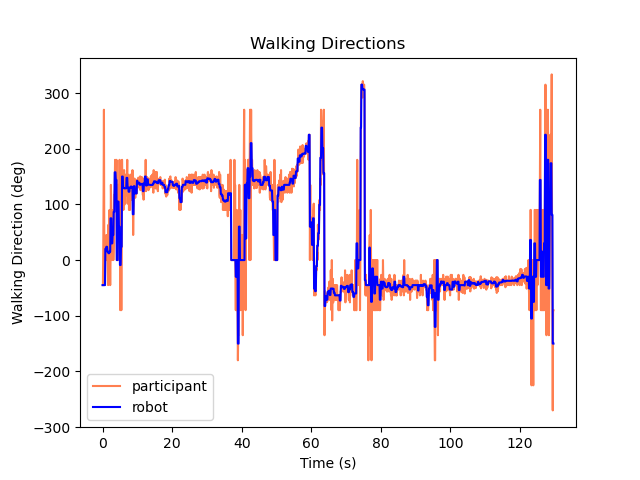 Walking Directions
Walking Direction (deg)
300
200
100
0
−100
−200
−300
participant
robot
0 20 40 60 80 100 120
Time (s)